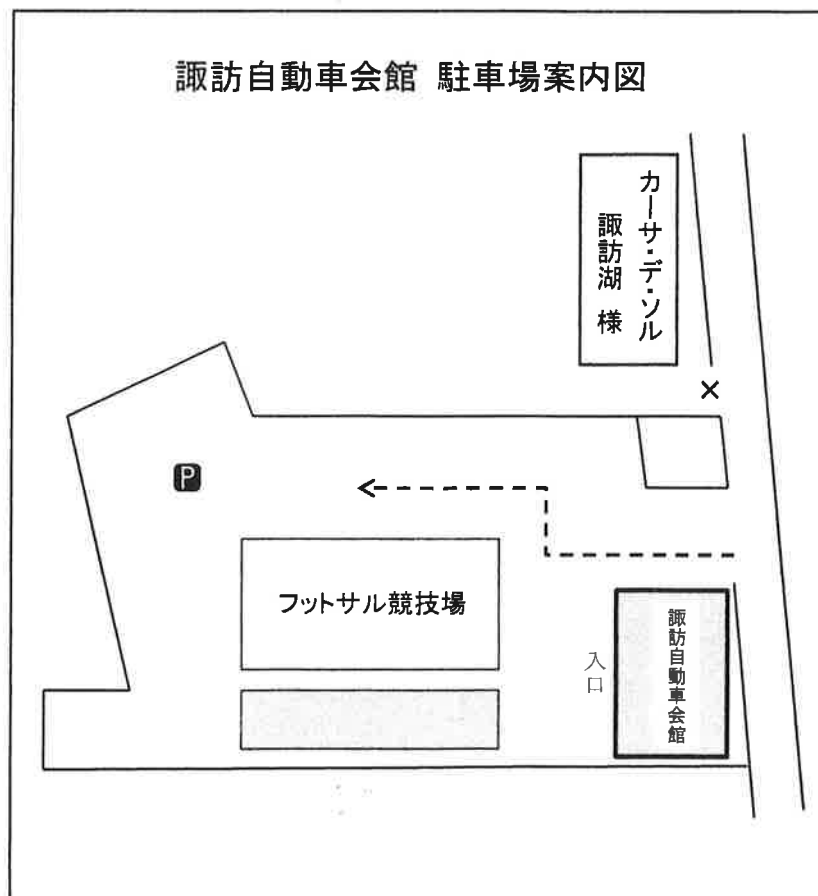 諏訪自動車会館 駐車場案内図
カーサ・デ・ソル
諏訪湖 様
×
P
フットサル競技場
入口
諏訪自動車会館